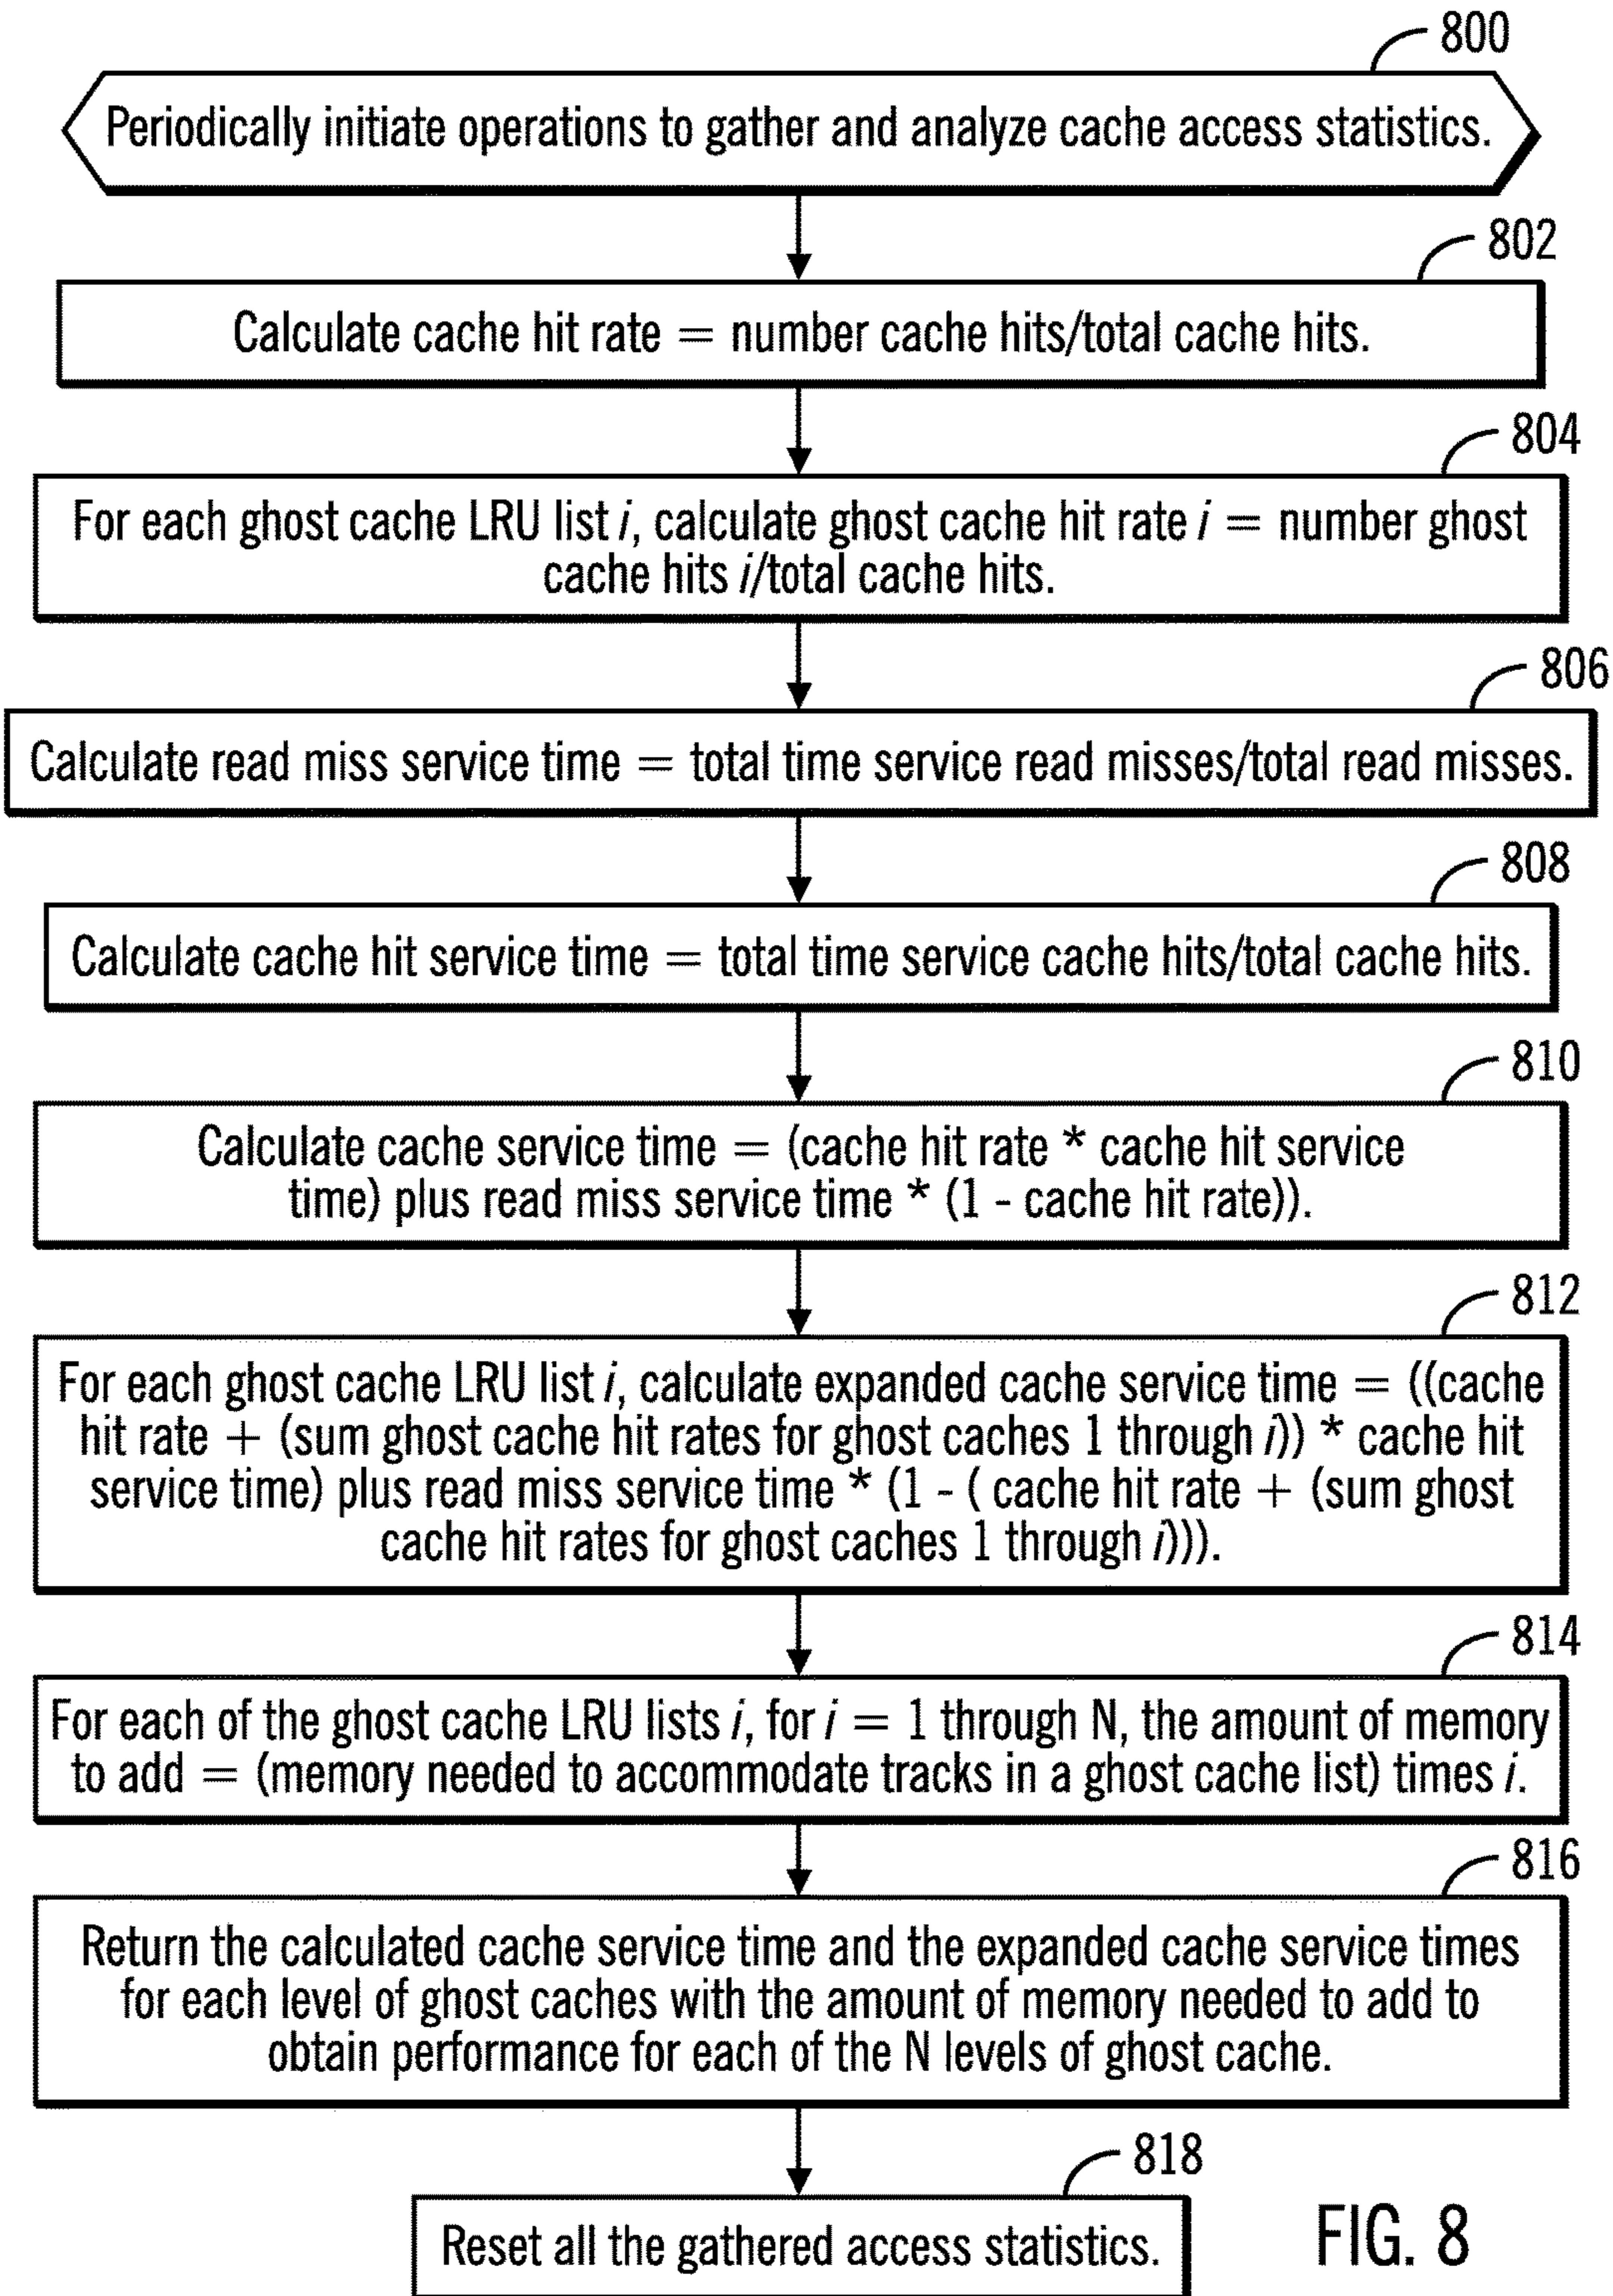 800
Periodically initiate operations to gather and analyze cache access statistics.
802
Calculate cache hit rate = number cache hits/total cache hits.
804
For each ghost cache LRU list i, calculate ghost cache hit rate i = number ghost
cache hits i/total cache hits.
806
Calculate read miss service time = total time service read misses/total read misses.
808
Calculate cache hit service time = total time service cache hits/total cache hits.
810
Calculate cache service time = (cache hit rate * cache hit service
time) plus read miss service time * (1 - cache hit rate)).
812
For each ghost cache LRU list i, calculate expanded cache service time = ((cache
hit rate + (sum ghost cache hit rates for ghost caches 1 through i)) * cache hit
service time) plus read miss service time * (1 - ( cache hit rate + (sum ghost
cache hit rates for ghost caches 1 through i))).
814
For each of the ghost cache LRU lists i, for i = 1 through N, the amount of memory
to add = (memory needed to accommodate tracks in a ghost cache list) times i.
816
Return the calculated cache service time and the expanded cache service times
for each level of ghost caches with the amount of memory needed to add to
obtain performance for each of the N levels of ghost cache.
818
Reset all the gathered access statistics.
FIG. 8